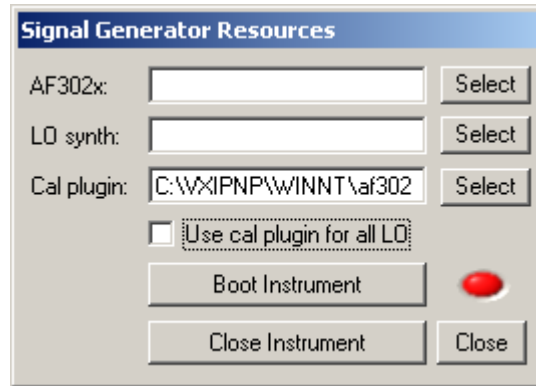 Signal Generator Resources
AF302x: Select
LO synth: Select
Cal plugin: C:\VXIPNP\WINNT\af302 Select
Use cal plugin for all LO
Boot Instrument
Close Instrument Close